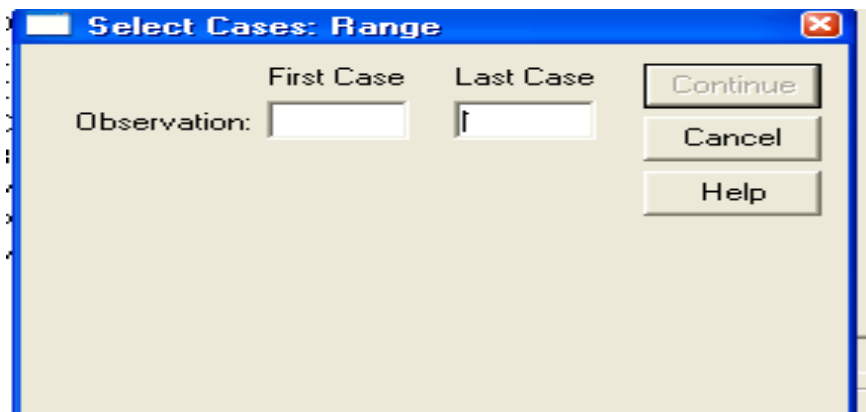 Select Cases: Range
First Case Last Case Continue
Observation:
Cancel
Help